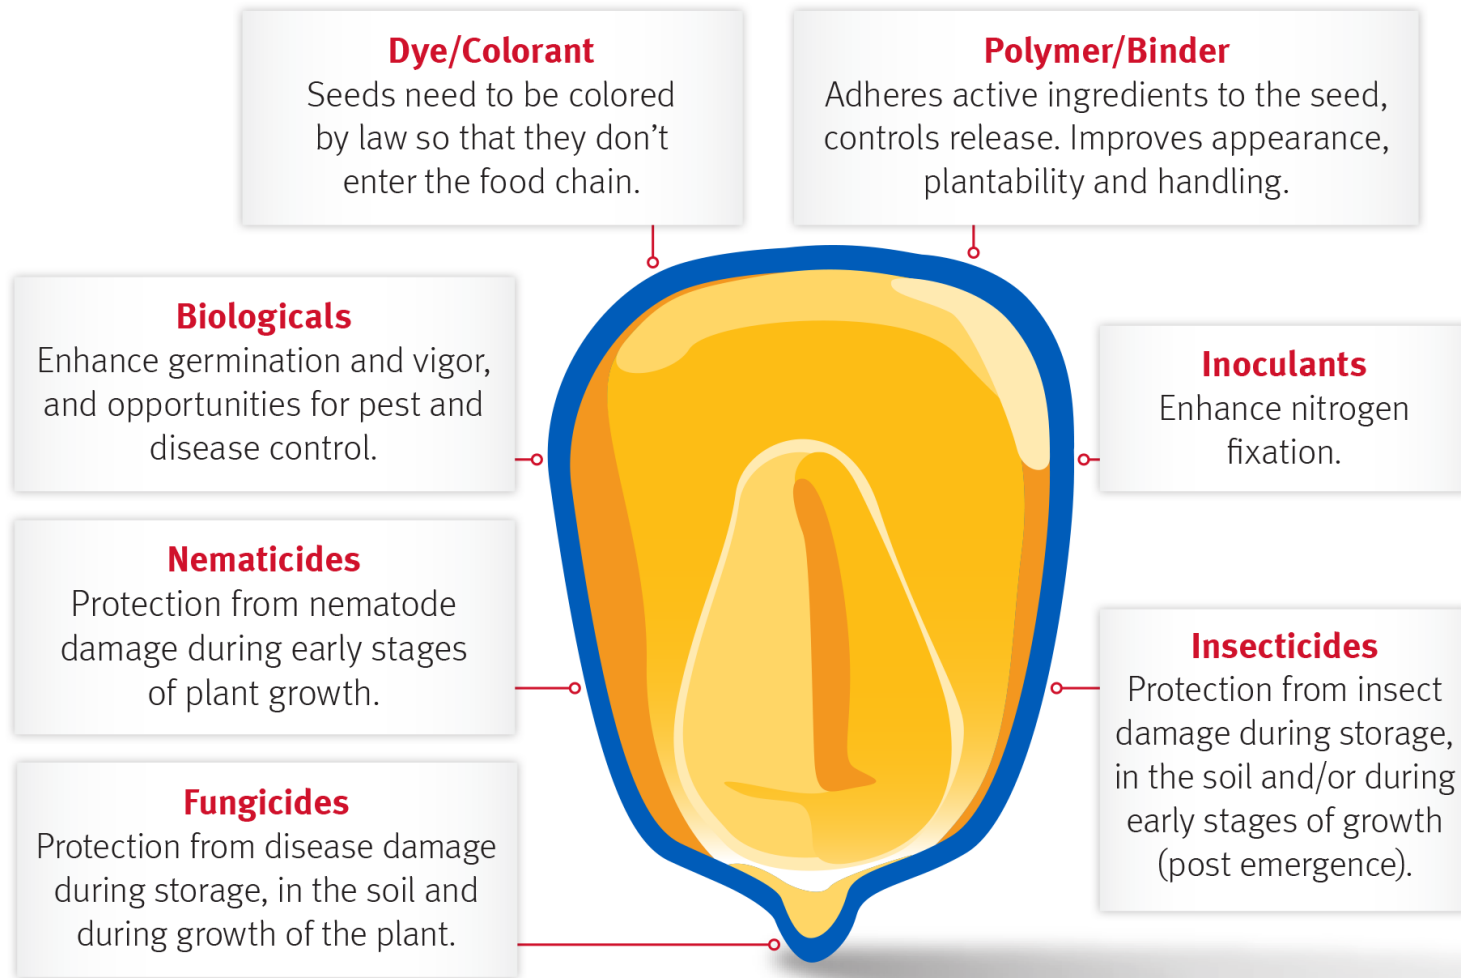 Dye/Colorant
Seeds need to be colored
by law so that they don’t
enter the food chain.
Polymer/Binder
Adheres active ingredients to the seed,
controls release. Improves appearance,
plantability and handling.
Biologicals
Enhance germination and vigor,
and opportunities for pest and
disease control.
Inoculants
Enhance nitrogen
fixation.
Nematicides
Protection from nematode
damage during early stages
of plant growth.
Insecticides
Protection from insect
damage during storage,
in the soil and/or during
early stages of growth
(post emergence).
Fungicides
Protection from disease damage
during storage, in the soil and
during growth of the plant.